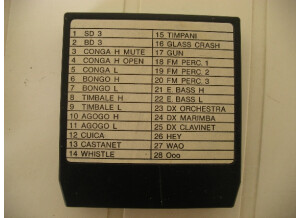 1 SD 3
2 BD 3
3 CONGA H MUTE
4 CONGA H OPEN
5 CONGA L
6 BONGO H
7 BONGO L
8 TIMBALE H
9 TIMBALE L
10 AGOGO H
11 AGOGO L
12 CUICA
13 CASTANET
14 WHISTLE
15 TIMPANI
16 GLASS CRASH
17 GUN
18 FM PERC. 1
19 FM PERC. 2
20 FM PERC. 3
21 E BASS H
22 E BASS L
23 DX ORCHESTRA
24 DX MARIMBA
25 DX CLAVINET
26 HEY
27 WAO
28 Ooo